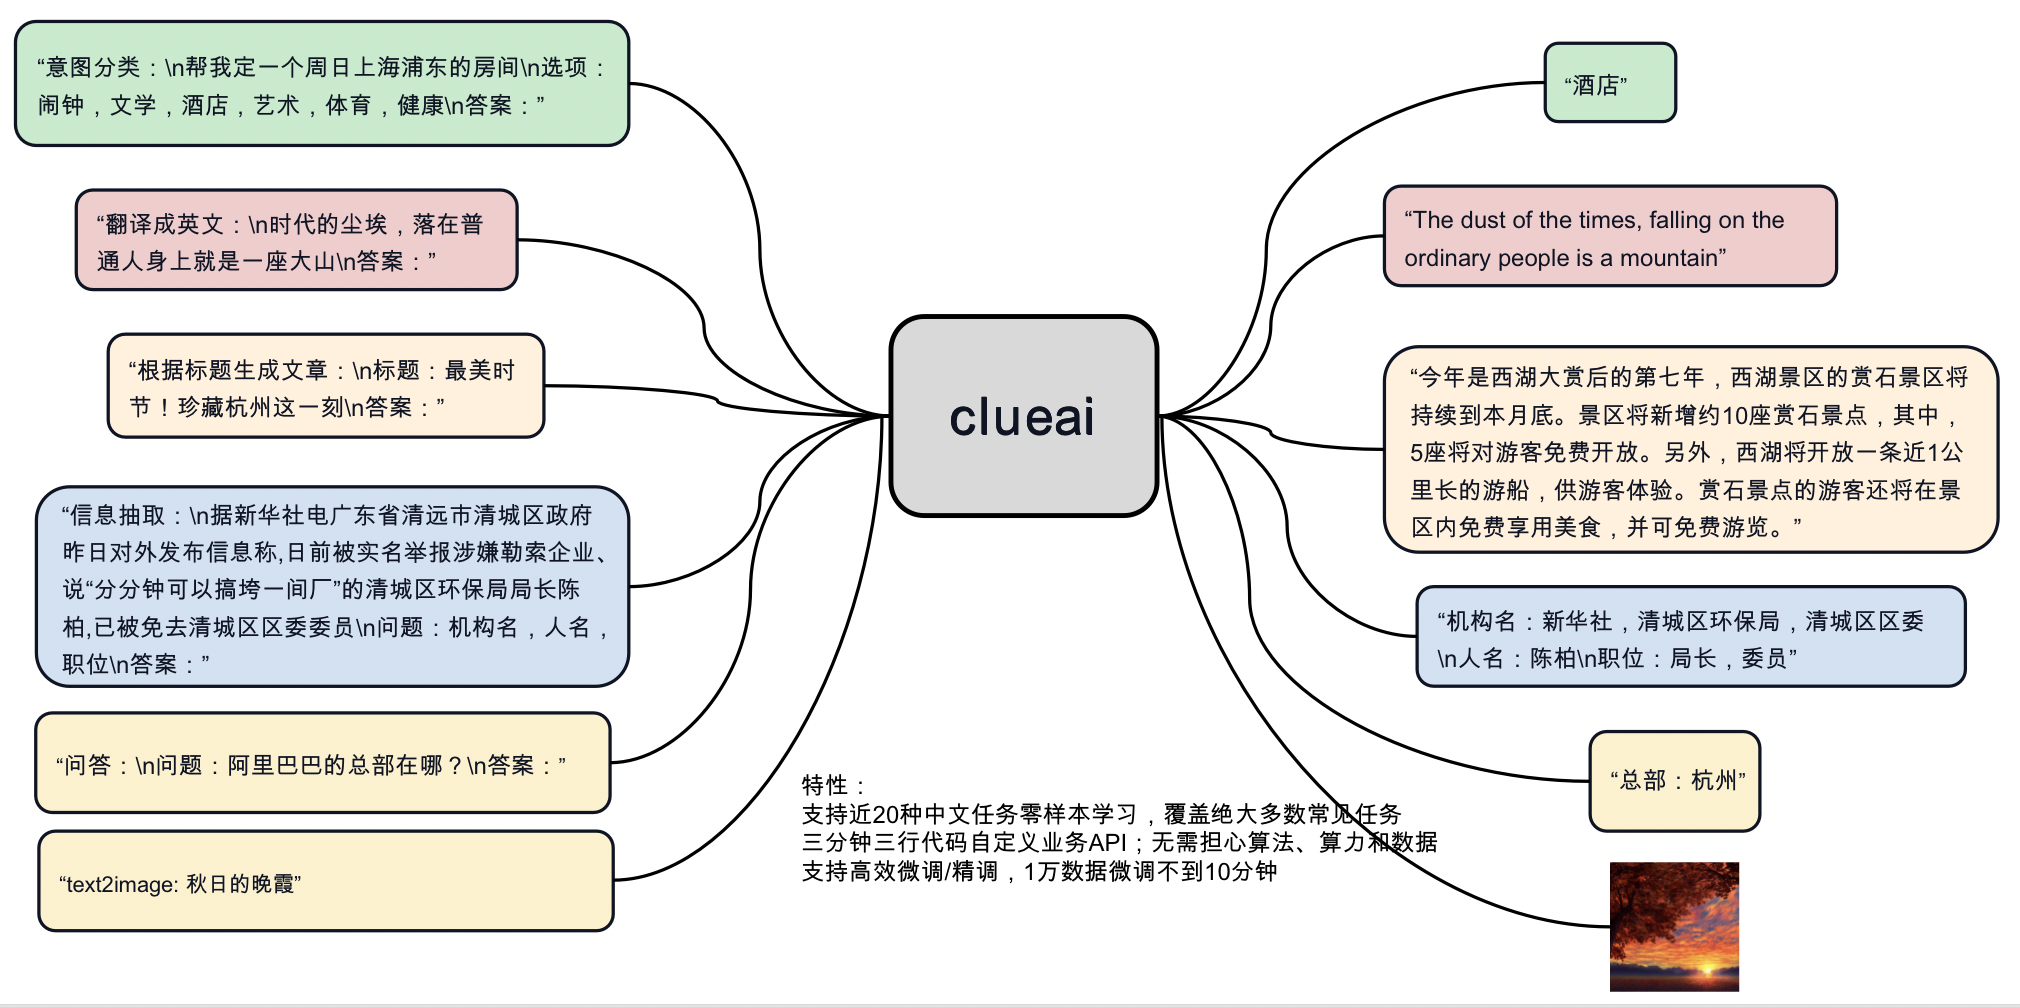 “意图分类：\n帮我定一个周日上海浦东的房间\n选项：
闹钟，文学，酒店，艺术，体育，健康\n答案：”
“翻译成英文：\n时代的尘埃，落在普
通人身上就是一座大山\n答案：”
“根据标题生成文章：\n标题：最美时
节！珍藏杭州这一刻\n答案：”
“信息抽取：\n据新华社电广东省清远市清城区政府
昨日对外发布信息称,日前被实名举报涉嫌勒索企业、
说“分分钟可以搞垮一间厂”的清城区环保局局长陈
柏,已被免去清城区区委委员\n问题：机构名，人名，
职位\n答案：”
“问答：\n问题：阿里巴巴的总部在哪？\n答案：”
“text2image: 秋日的晚霞”
clueai
“酒店”
“The dust of the times, falling on the
ordinary people is a mountain”
“今年是西湖大赏后的第七年，西湖景区的赏石景区将
持续到本月底。景区将新增约10座赏石景点，其中，
5座将对游客免费开放。另外，西湖将开放一条近1公
里长的游船，供游客体验。赏石景点的游客还将在景
区内免费享用美食，并可免费游览。”
“机构名：新华社，清城区环保局，清城区区委
\n人名：陈柏\n职位：局长，委员”
“总部：杭州”
特性：
支持近20种中文任务零样本学习，覆盖绝大多数常见任务
三分钟三行代码自定义业务API；无需担心算法、算力和数据
支持高效微调/精调，1万数据微调不到10分钟